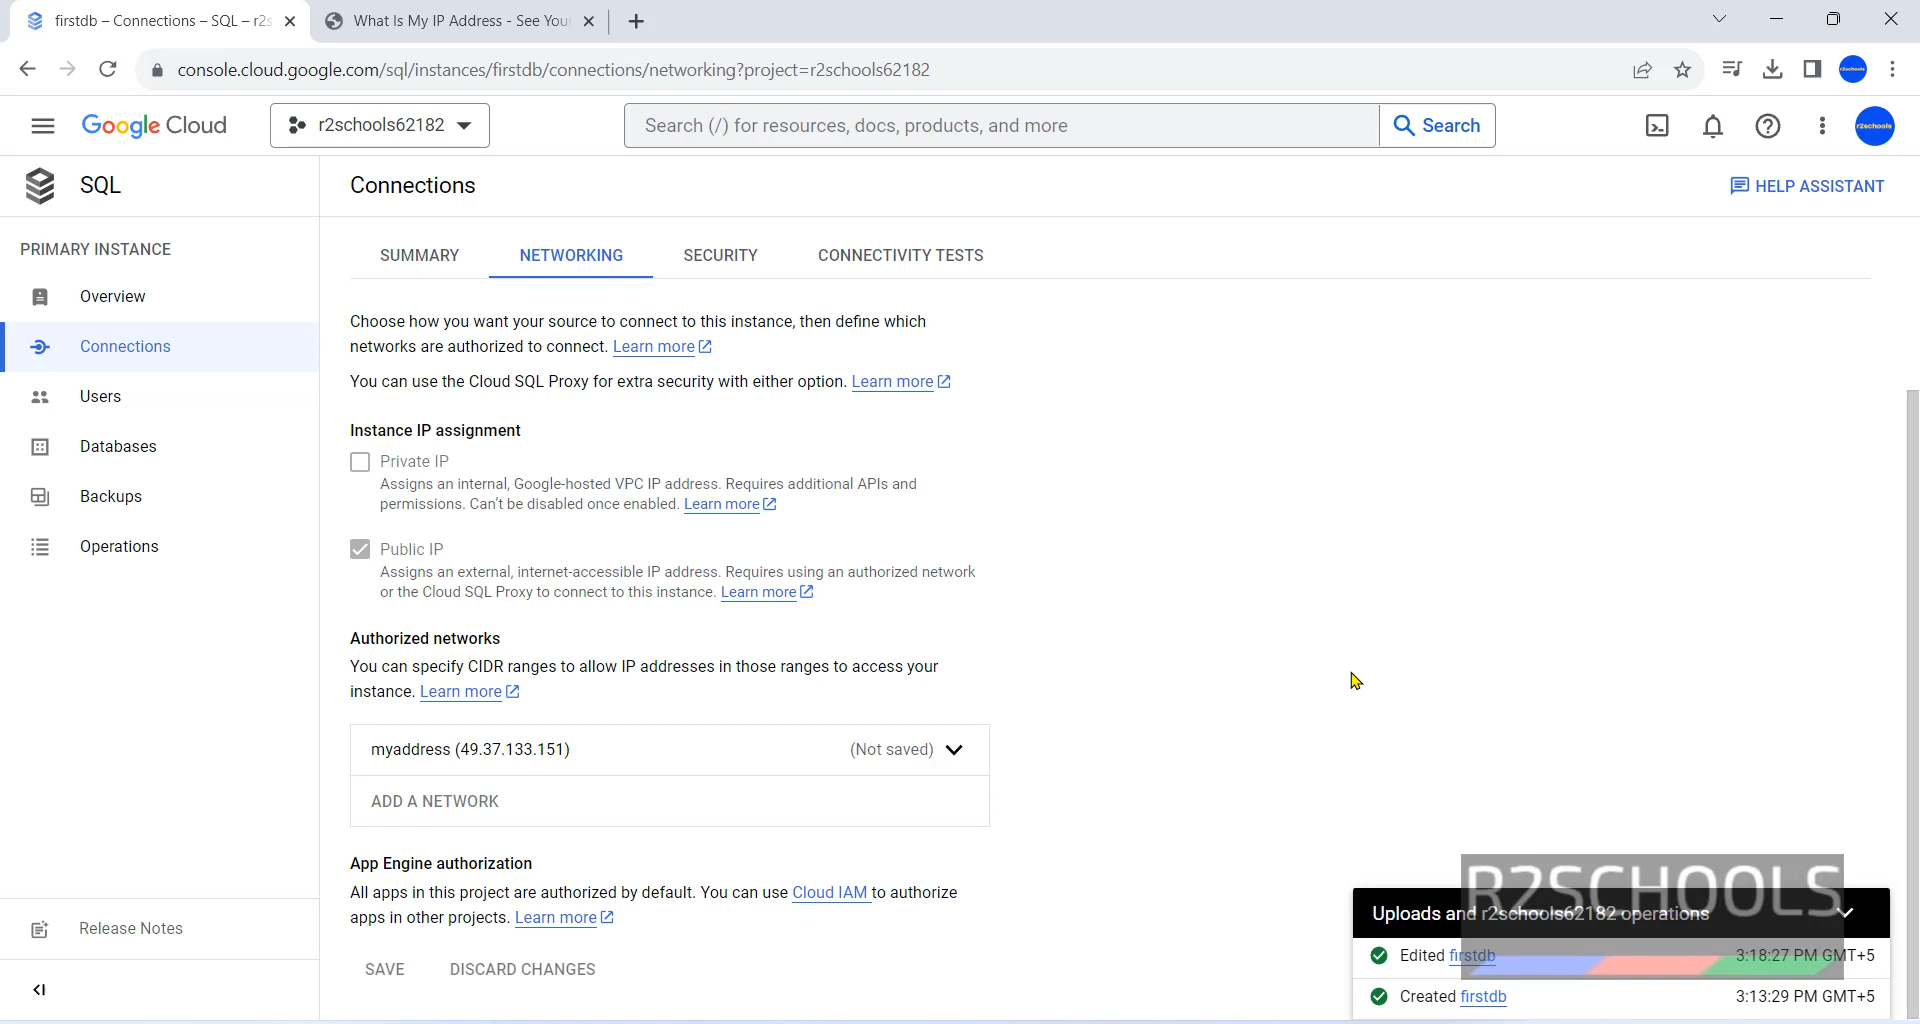 firstdb – Connections – SQL – r2s
What Is My IP Address - See You
console.cloud.google.com/sql/instances/firstdb/connections/networking?project=r2schools62182
r2schools
Google Cloud
r2schools62182
Search (/) for resources, docs, products, and more
Search
r2schools
SQL
Connections
HELP ASSISTANT
PRIMARY INSTANCE
Overview
Connections
Users
Databases
Backups
Operations
Release Notes
SUMMARY
NETWORKING
SECURITY
CONNECTIVITY TESTS
Choose how you want your source to connect to this instance, then define which
networks are authorized to connect. Learn more
You can use the Cloud SQL Proxy for extra security with either option. Learn more
Instance IP assignment
Private IP
Assigns an internal, Google-hosted VPC IP address. Requires additional APIs and
permissions. Can't be disabled once enabled. Learn more
Public IP
Assigns an external, internet-accessible IP address. Requires using an authorized network
or the Cloud SQL Proxy to connect to this instance. Learn more
Authorized networks
You can specify CIDR ranges to allow IP addresses in those ranges to access your
instance. Learn more
myaddress (49.37.133.151) (Not saved)
ADD A NETWORK
App Engine authorization
All apps in this project are authorized by default. You can use Cloud IAM to authorize
apps in other projects. Learn more
SAVE
DISCARD CHANGES
R2SCHOOLS
Uploads and r2schools62182 operations
Edited firstdb 3:18:27 PM GMT+5
Created firstdb 3:13:29 PM GMT+5